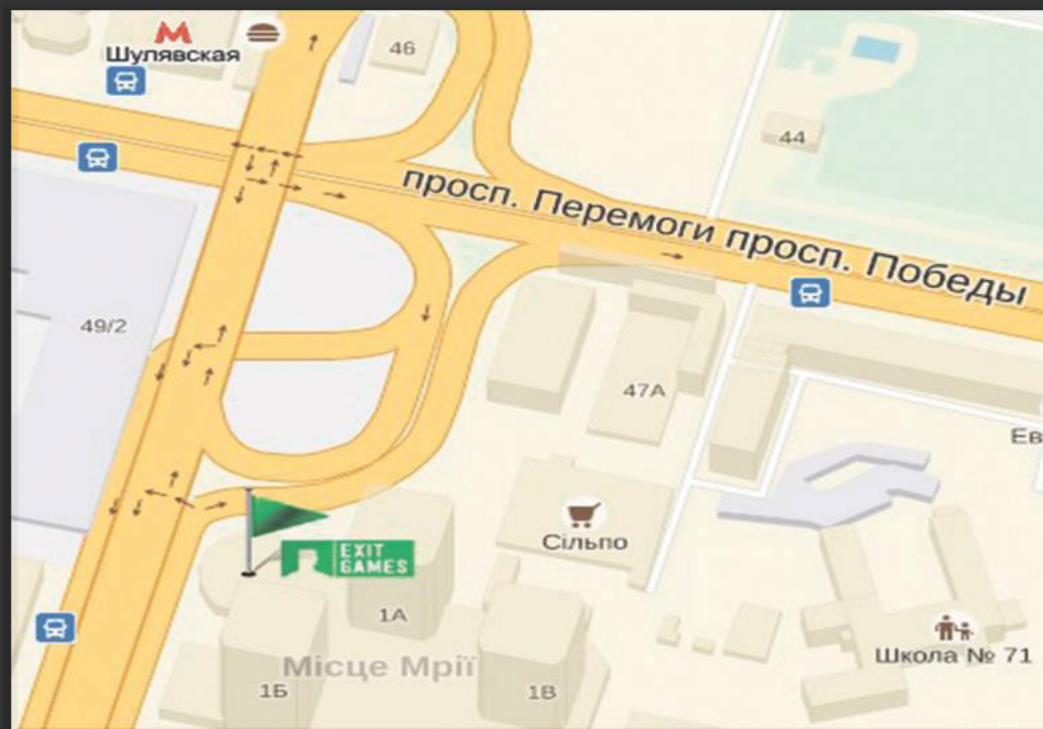 М
Шулявская
46
44
просп. Перемоги просп. Победы
49/2
47А
Ев
Сільпо
EXIT
GAMES
1А
Школа № 71
Місце Мрії
1Б
1В